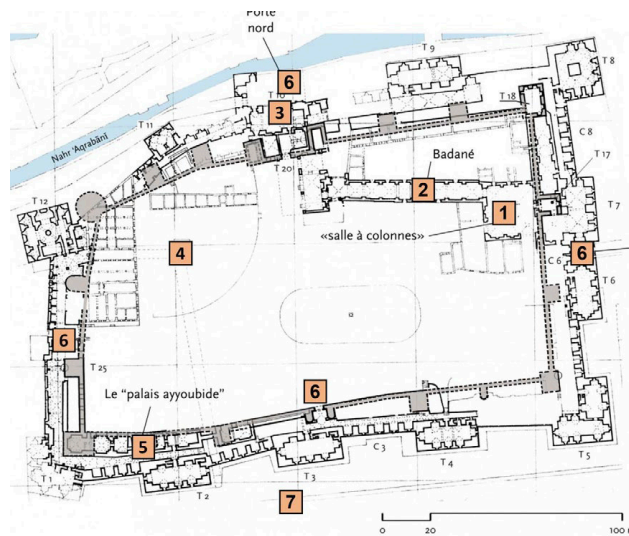 Porte
nord
6
T 9
T 8
T 10
3
T 18
T 11
Nahr 'Aqrabânî
C 8
T 20
Badané
T 17
T 12
2
1
T 7
«salle à colonnes»
4
6
C 6
T 6
6
T 25
6
Le "palais ayyoubide"
5
C 3
T 1
T 2
T 3
T 4
T 5
7
0 20 100 m